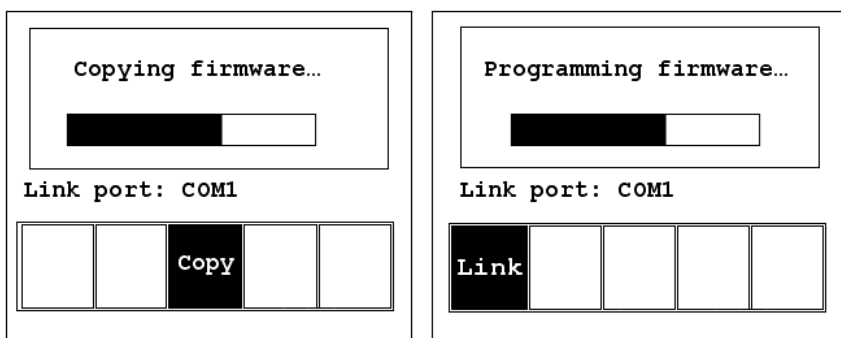 Copying firmware…
Link port: COM1
Copy
Programming firmware…
Link port: COM1
Link